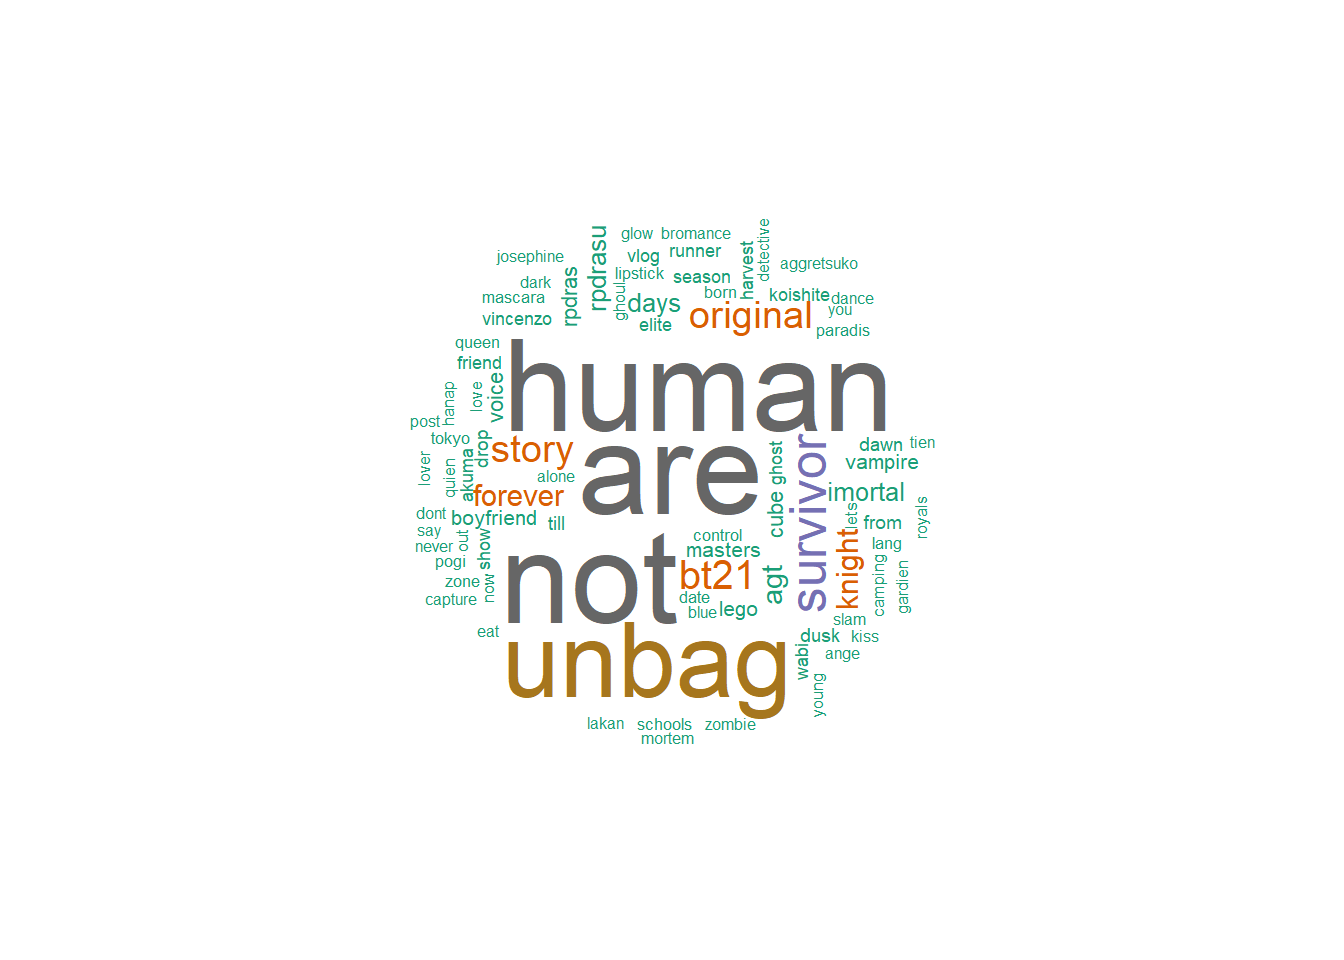 glow
bromance
josephine
vlog
runner
detective
aggretsuko
rpdrasu
harvest
lipstick
season
dark
rpdras
ghoul
born
koishite
dance
mascara
days
you
vincenzo
elite
original
paradis
queen
friend
human
love
voice
hanap
post
tokyo
drop
story
are
ghost
survivor
dawn
tien
vampire
lover
quien
akuma
alone
forever
cube
imortal
dont
boyfriend
till
lets
from
royals
say
never
out
show
control
masters
lang
pogi
not
bt21
agt
knight
camping
gardien
zone
now
capture
date
blue
lego
slam
eat
unbag
dusk
kiss
wabi
ange
young
lakan
schools
zombie
mortem